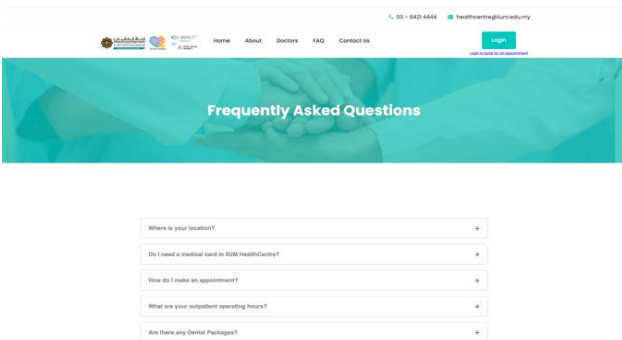 03 - 6421 4444 healthcentre@iium.edu.my
Home About Doctors FAQ Contact Us Login
Login to book for an appointment
Frequently Asked Questions
Where is your location?
Do I need a medical card in IIUM HealthCentre?
How do I make an appointment?
What are your outpatient operating hours?
Are there any Dental Packages?